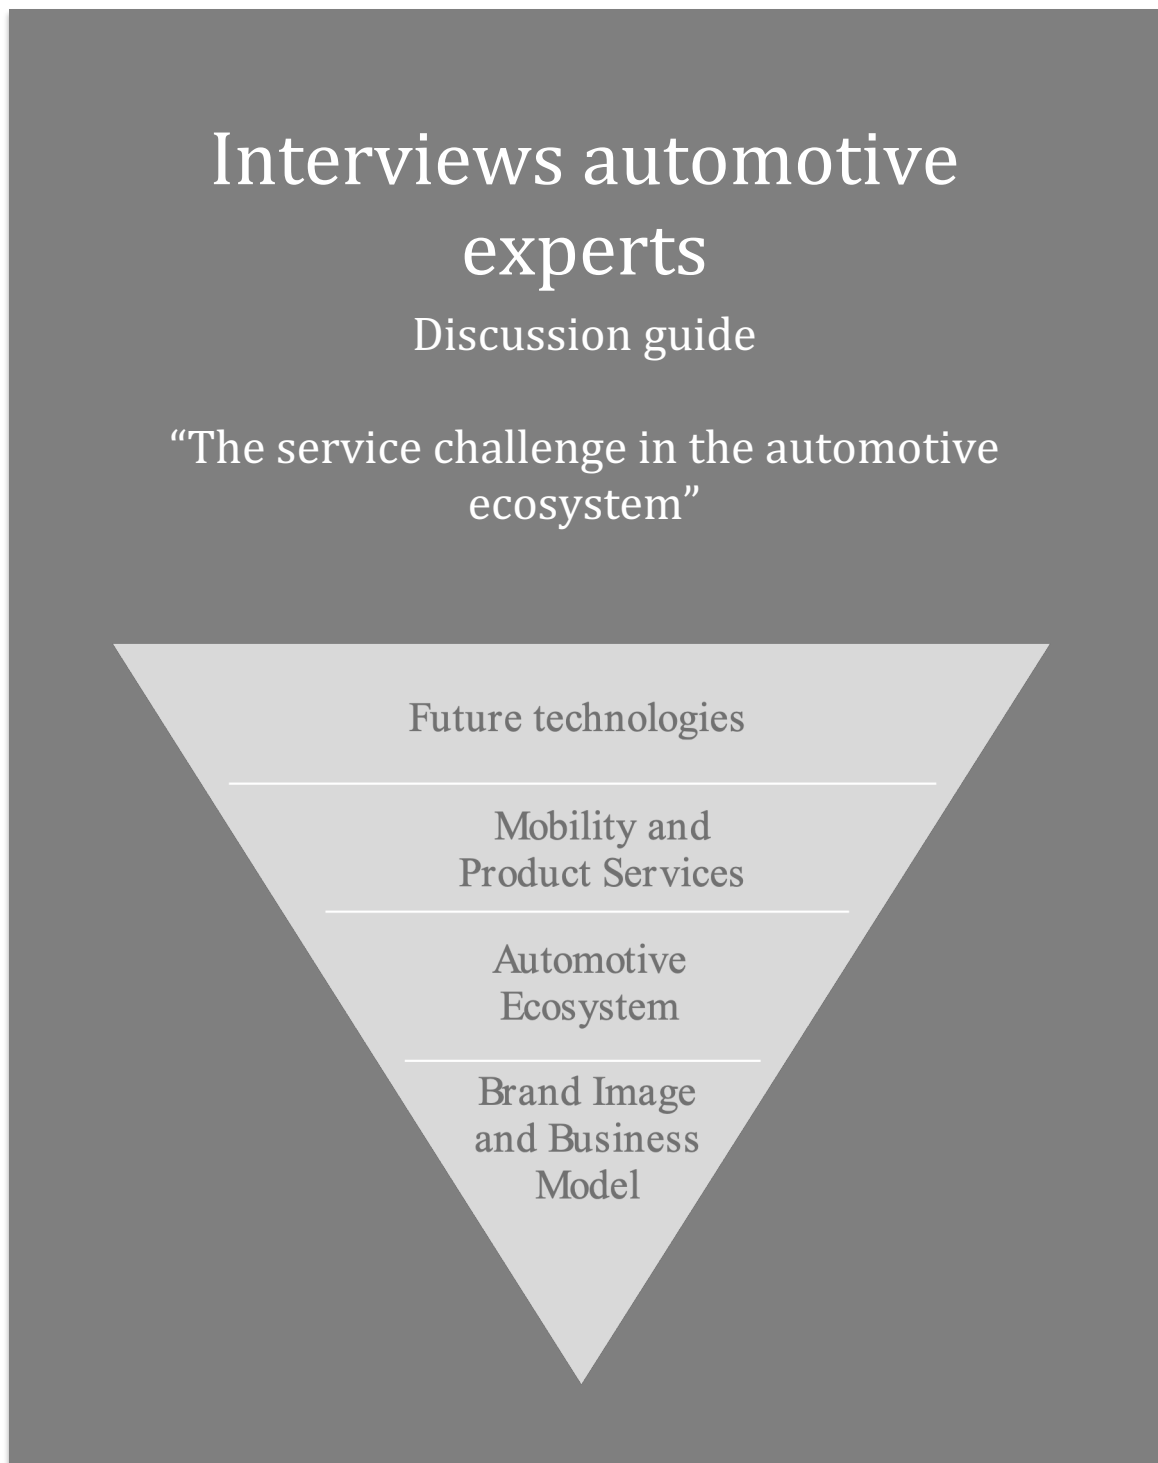 Interviews automotive
experts
Discussion guide
“The service challenge in the automotive
ecosystem”
Future technologies
Mobility and
Product Services
Automotive
Ecosystem
Brand Image
and Business
Model